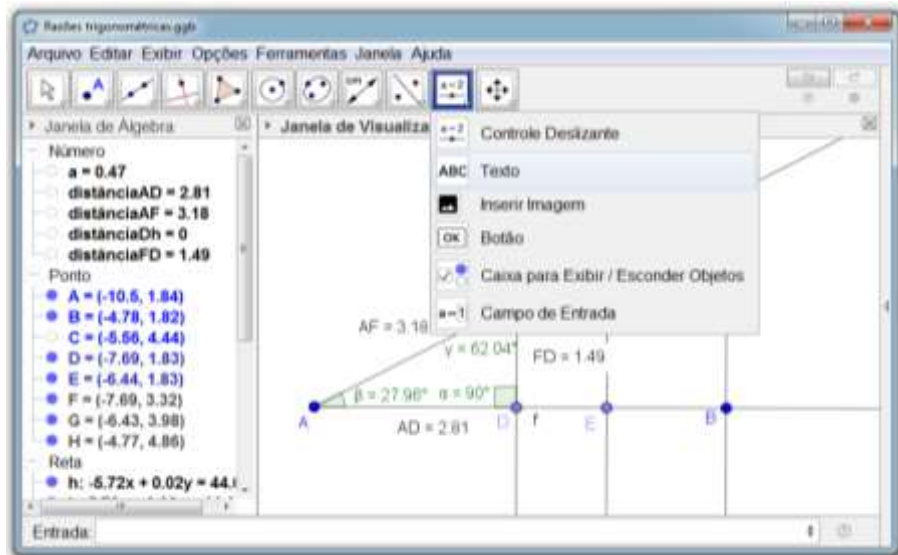 Razões trigonométricas.ggb
Arquivo Editar Exibir Opções Ferramentas Janela Ajuda
a=2
Janela de Álgebra
Janela de Visualiza
Número
a = 0.47
distânciaAD = 2.81
distânciaAF = 3.18
distânciaDh = 0
distânciaFD = 1.49
Ponto
A = (-10.5, 1.84)
B = (-4.78, 1.82)
C = (-5.56, 4.44)
D = (-7.69, 1.83)
E = (-6.44, 1.83)
F = (-7.69, 3.32)
G = (-6.43, 3.98)
H = (-4.77, 4.86)
Reta
h: -5.72x + 0.02y = 44.
a=2 Controle Deslizante
ABC Texto
Inserir Imagem
OK Botão
Caixa para Exibir / Esconder Objetos
a=1 Campo de Entrada
AF = 3.18
γ = 62.04°
FD = 1.49
β = 27.96° α = 90°
A
AD = 2.81
D
f
E
B
Entrada: